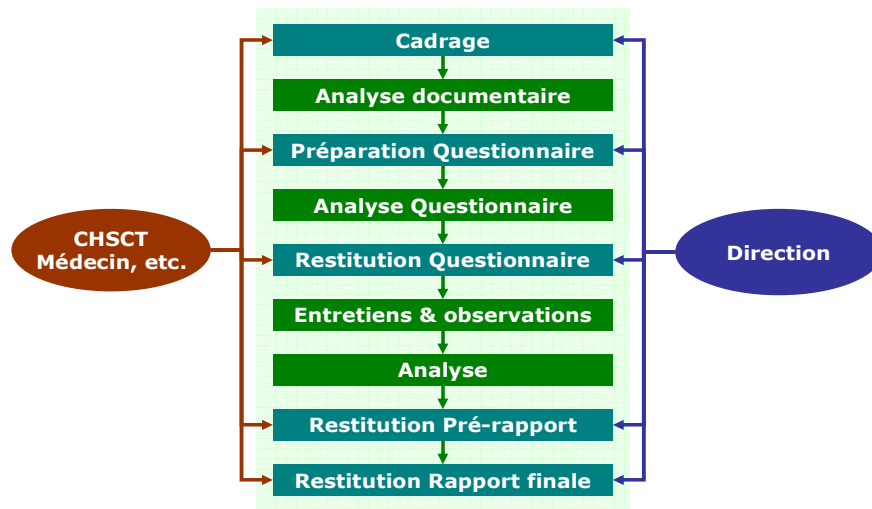 Cadrage
Analyse documentaire
Préparation Questionnaire
Analyse Questionnaire
CHSCT
Médecin, etc.
Restitution Questionnaire
Direction
Entretiens & observations
Analyse
Restitution Pré-rapport
Restitution Rapport finale